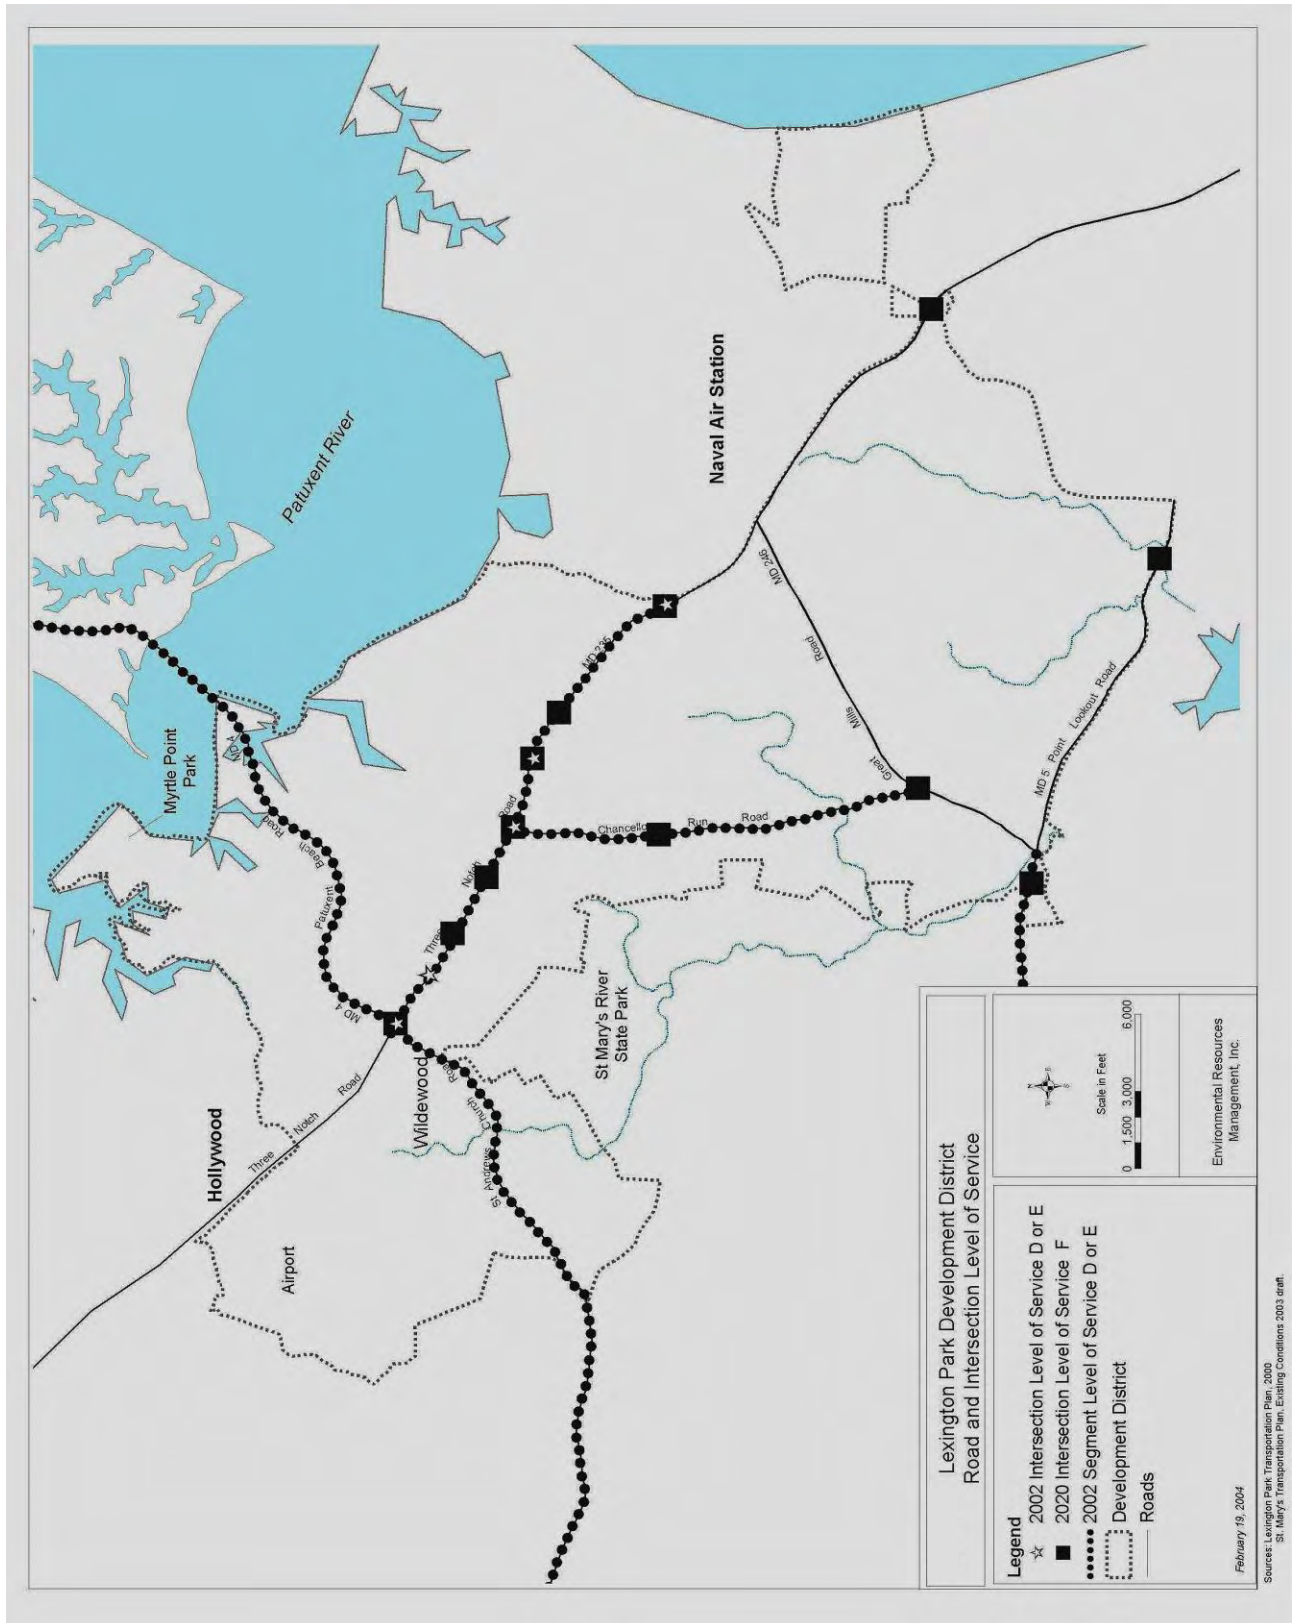 Patuxent River
Myrtle Point
Park
MD 4
Patuxent
Beach
Road
MD 4
Hollywood
Three
Notch
Road
Airport
Wildewood
St. Andrews
Church
Road
St Mary's River
State Park
Three
Notch
Road
MD 235
Chancellor
Run
Road
Naval Air Station
MD 246
Great
Mills
Road
MD 5 Point Lookout Road
Lexington Park Development District
Road and Intersection Level of Service
Legend
2002 Intersection Level of Service D or E
2020 Intersection Level of Service F
2002 Segment Level of Service D or E
Development District
Roads
February 19, 2004
Scale in Feet
0 1,500 3,000 6,000
Environmental Resources
Management, Inc.
Sources: Lexington Park Transportation Plan, 2000
St. Mary's Transportation Plan, Existing Conditions 2003 draft.